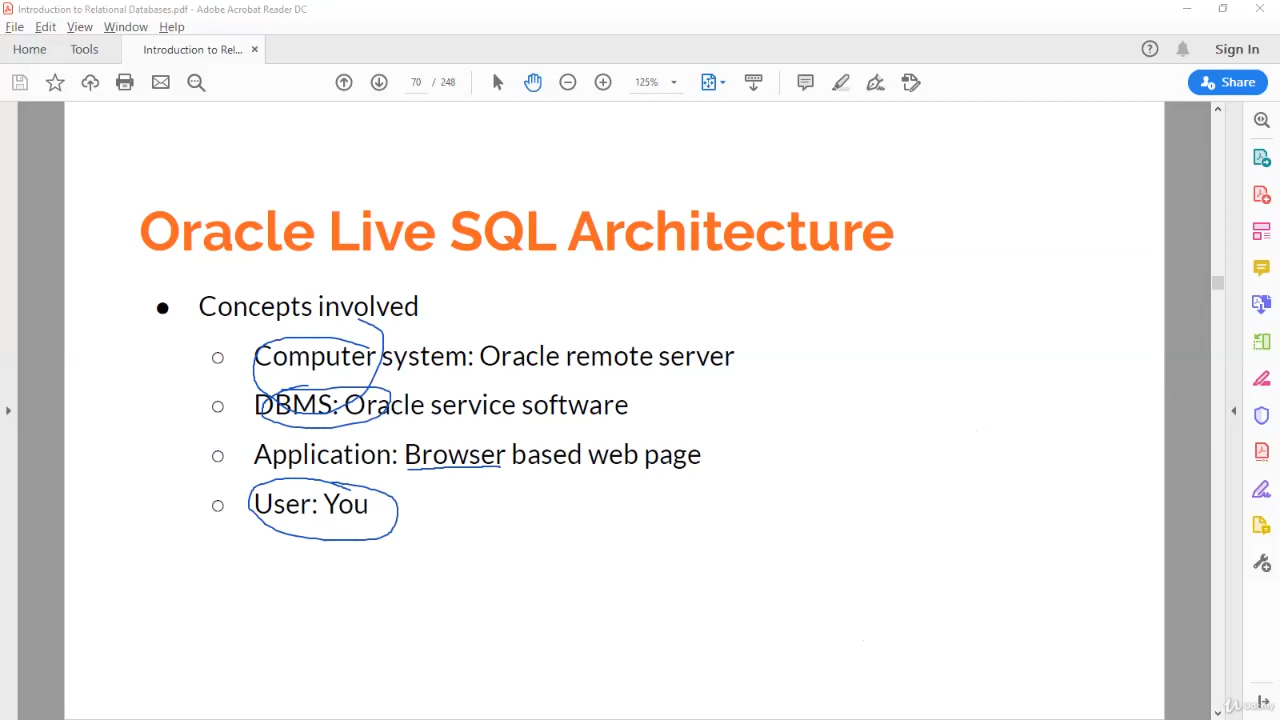 Introduction to Relational Databases.pdf - Adobe Acrobat Reader DC
File Edit View Window Help
Home Tools Introduction to Rel... × Sign In
70 / 248 125% Share
Oracle Live SQL Architecture
● Concepts involved
○ Computer system: Oracle remote server
○ DBMS: Oracle service software
○ Application: Browser based web page
○ User: You
Udemy